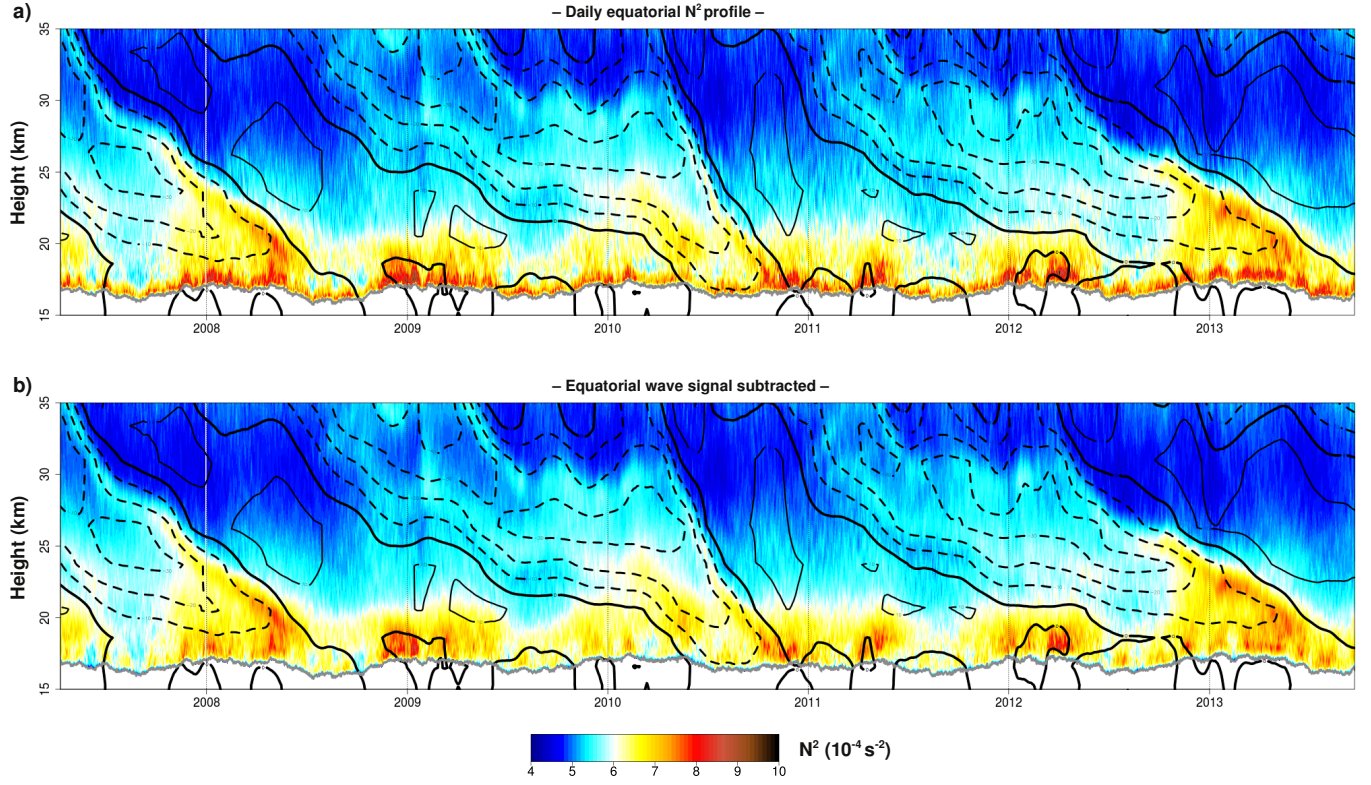 a)
– Daily equatorial N² profile –
Height (km)
35
30
25
20
15
2008
2009
2010
2011
2012
2013
b)
– Equatorial wave signal subtracted –
Height (km)
35
30
25
20
15
2008
2009
2010
2011
2012
2013
4 5 6 7 8 9 10
N² (10⁻⁴ s⁻²)